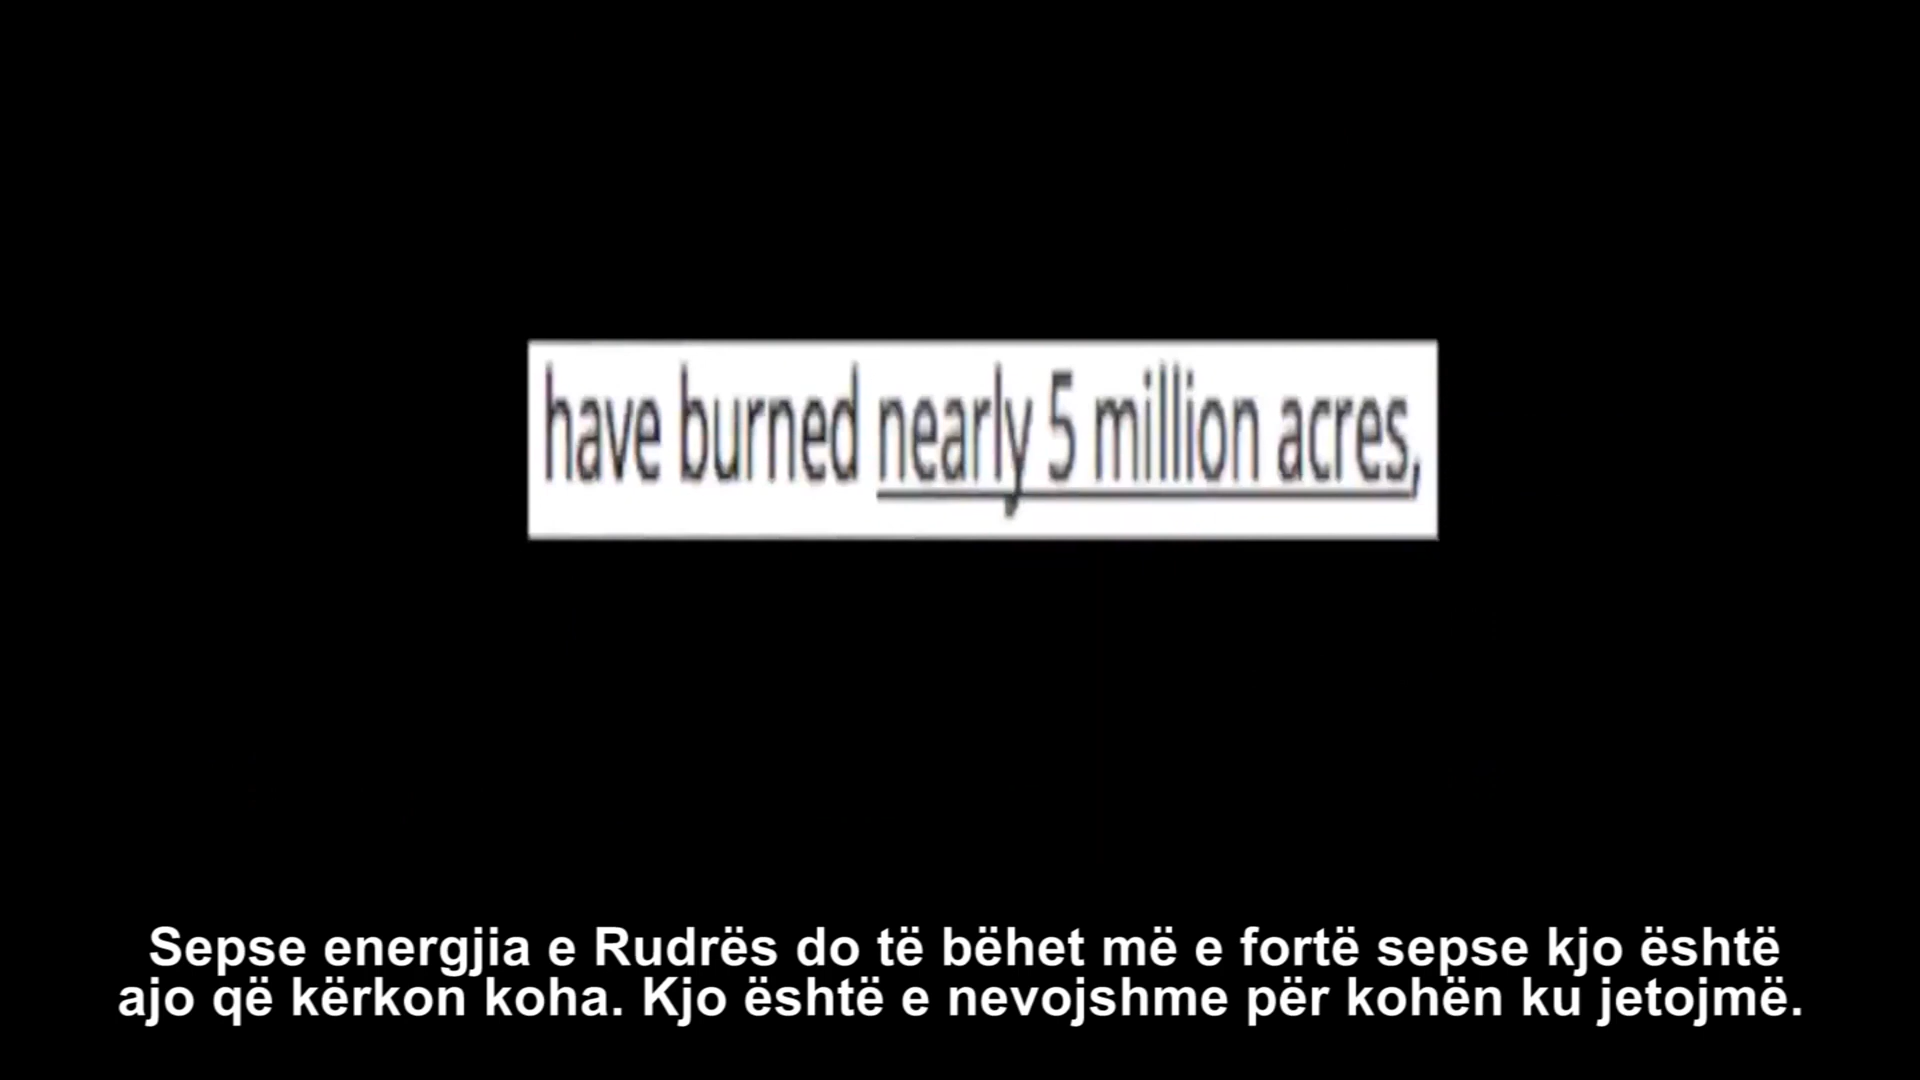 have burned nearly 5 million acres,
Sepse energjia e Rudrës do të bëhet më e fortë sepse kjo është
ajo që kërkon koha. Kjo është e nevojshme për kohën ku jetojmë.